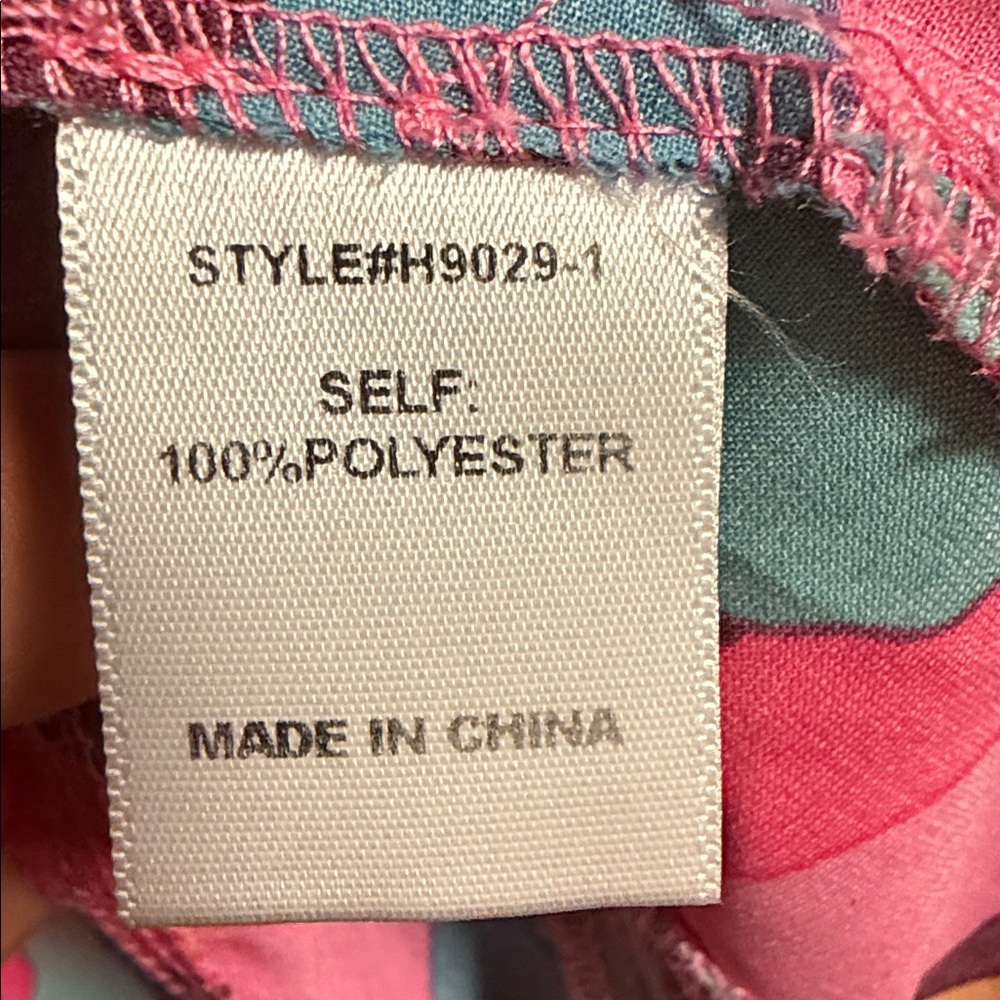 STYLE#H9029-1
SELF:
100%POLYESTER
MADE IN CHINA